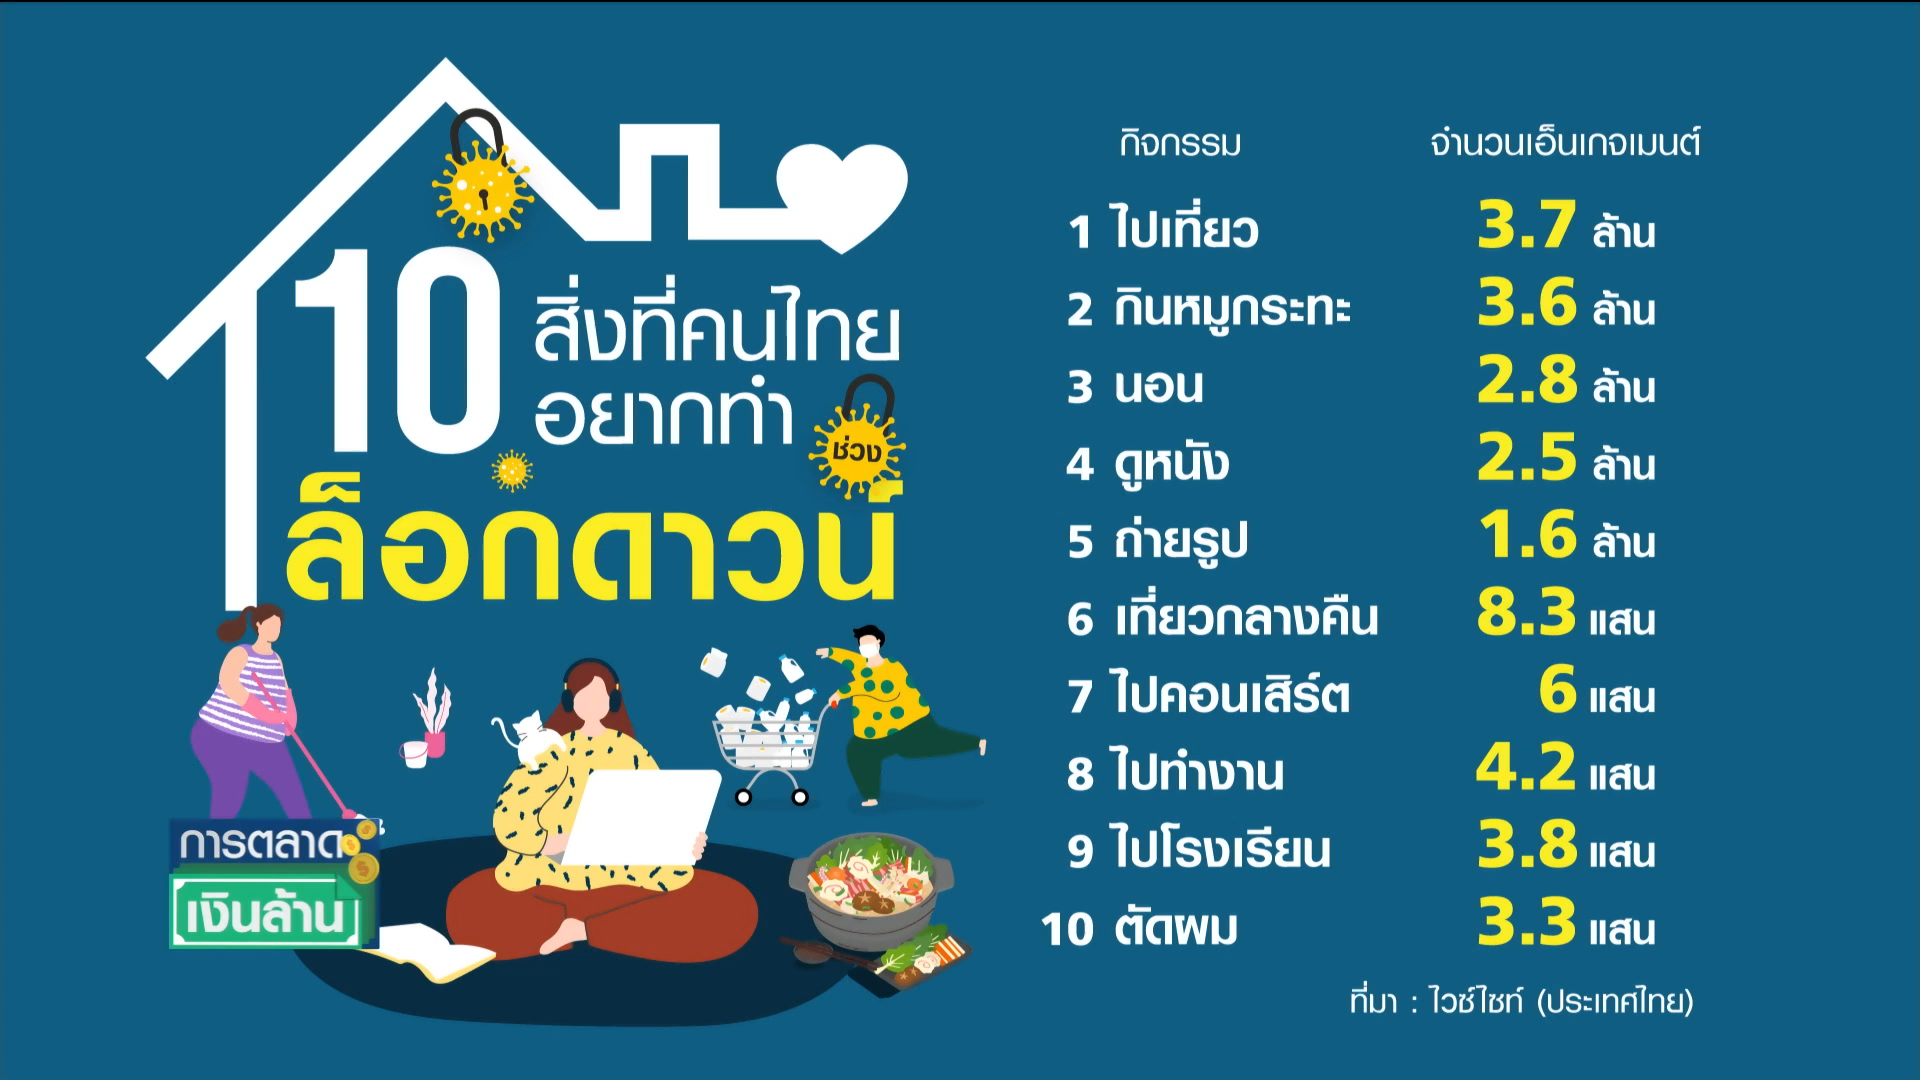 10 สิ่งที่คนไทย
อยากทำ ช่วง
ล็อกดาวน์
การตลาด
เงินล้าน
กิจกรรม จำนวนเอ็นเกจเมนต์
1 ไปเที่ยว 3.7 ล้าน
2 กินหมูกระทะ 3.6 ล้าน
3 นอน 2.8 ล้าน
4 ดูหนัง 2.5 ล้าน
5 ถ่ายรูป 1.6 ล้าน
6 เที่ยวกลางคืน 8.3 แสน
7 ไปคอนเสิร์ต 6 แสน
8 ไปทำงาน 4.2 แสน
9 ไปโรงเรียน 3.8 แสน
10 ตัดผม 3.3 แสน
ที่มา : ไวซ์ไซท์ (ประเทศไทย)